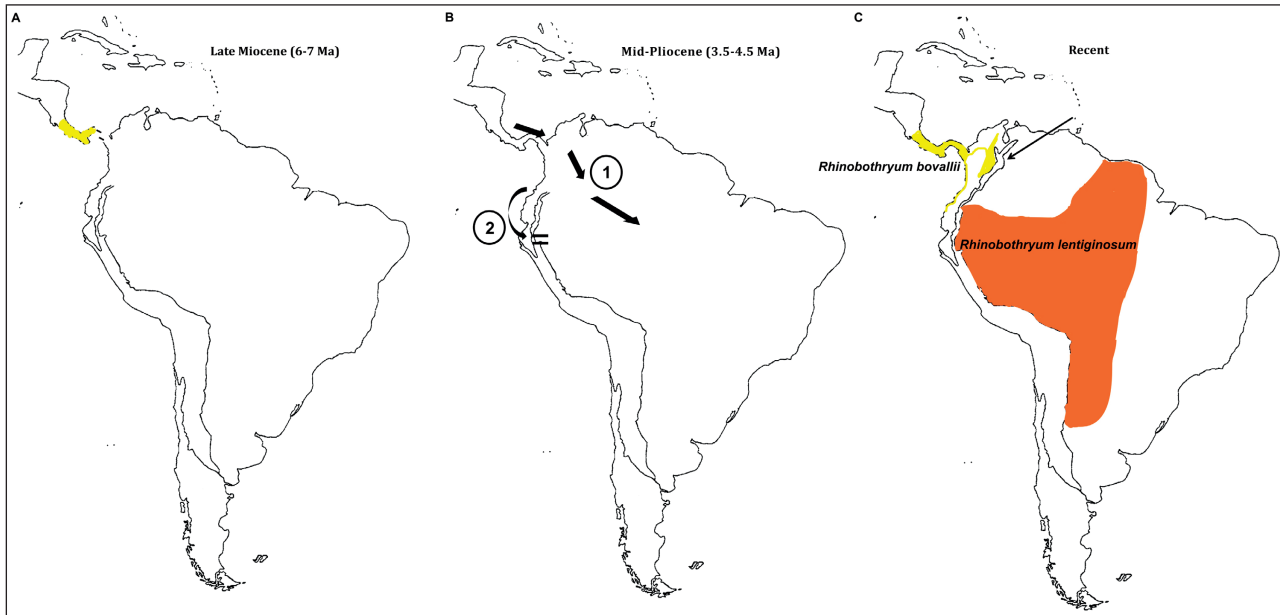 A
Late Miocene (6-7 Ma)
B
Mid-Pliocene (3.5-4.5 Ma)
1
2
C
Recent
Rhinobothryum bovallii
Rhinobothryum lentiginosum